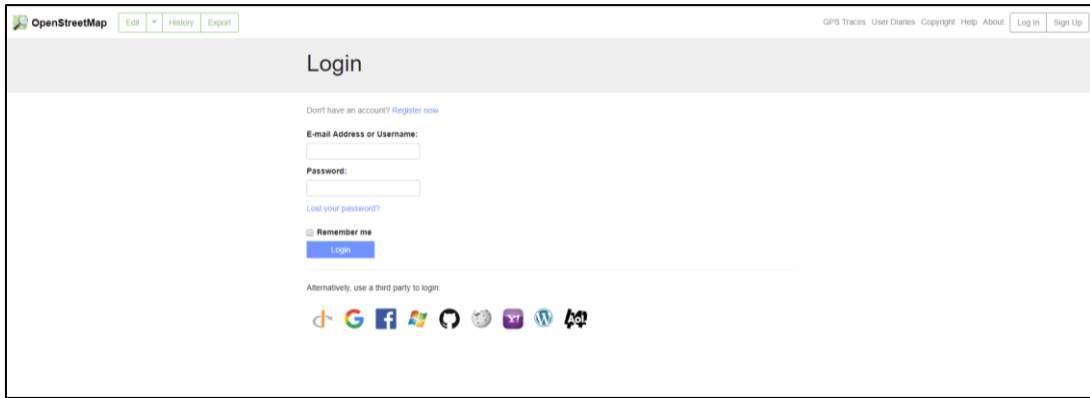 OpenStreetMap Edit History Export GPS Traces User Diaries Copyright Help About Log In Sign Up
Login
Don't have an account? Register now
E-mail Address or Username:
Password:
Lost your password?
Remember me
Login
Alternatively, use a third party to login:
Y! W Aol